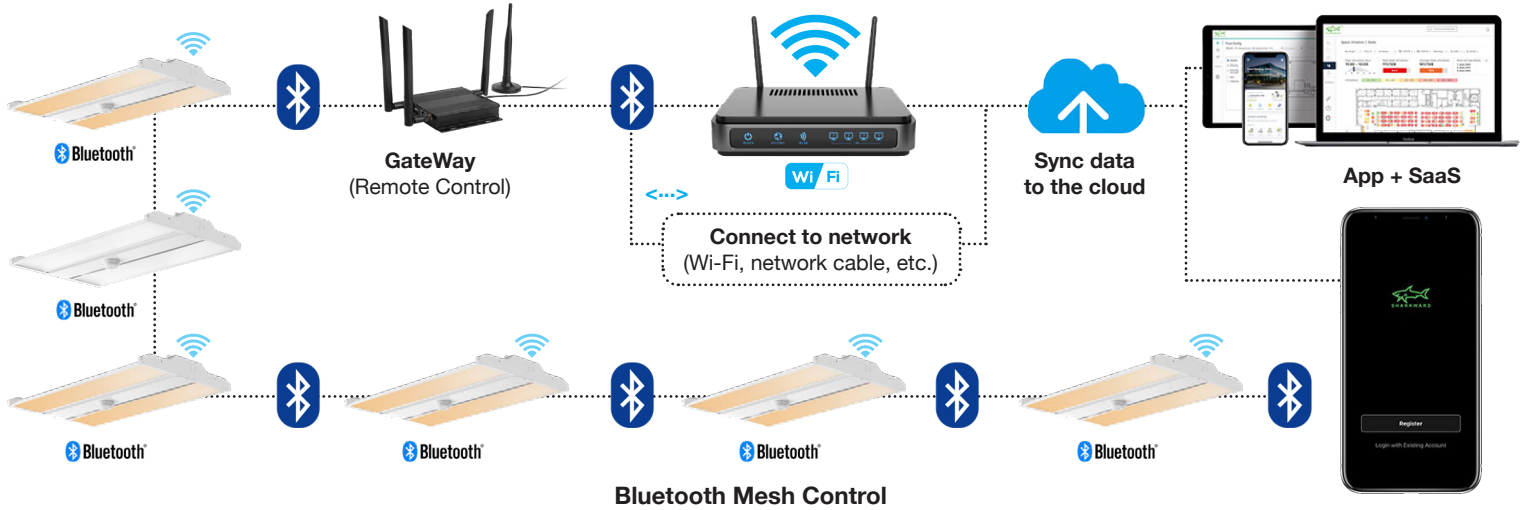 Bluetooth®
GateWay
(Remote Control)
Wi Fi
<···>
Connect to network
(Wi-Fi, network cable, etc.)
Sync data
to the cloud
App + SaaS
Bluetooth®
SHARKWARD
Register
Login with Existing Account
Bluetooth®
Bluetooth®
Bluetooth®
Bluetooth®
Bluetooth Mesh Control